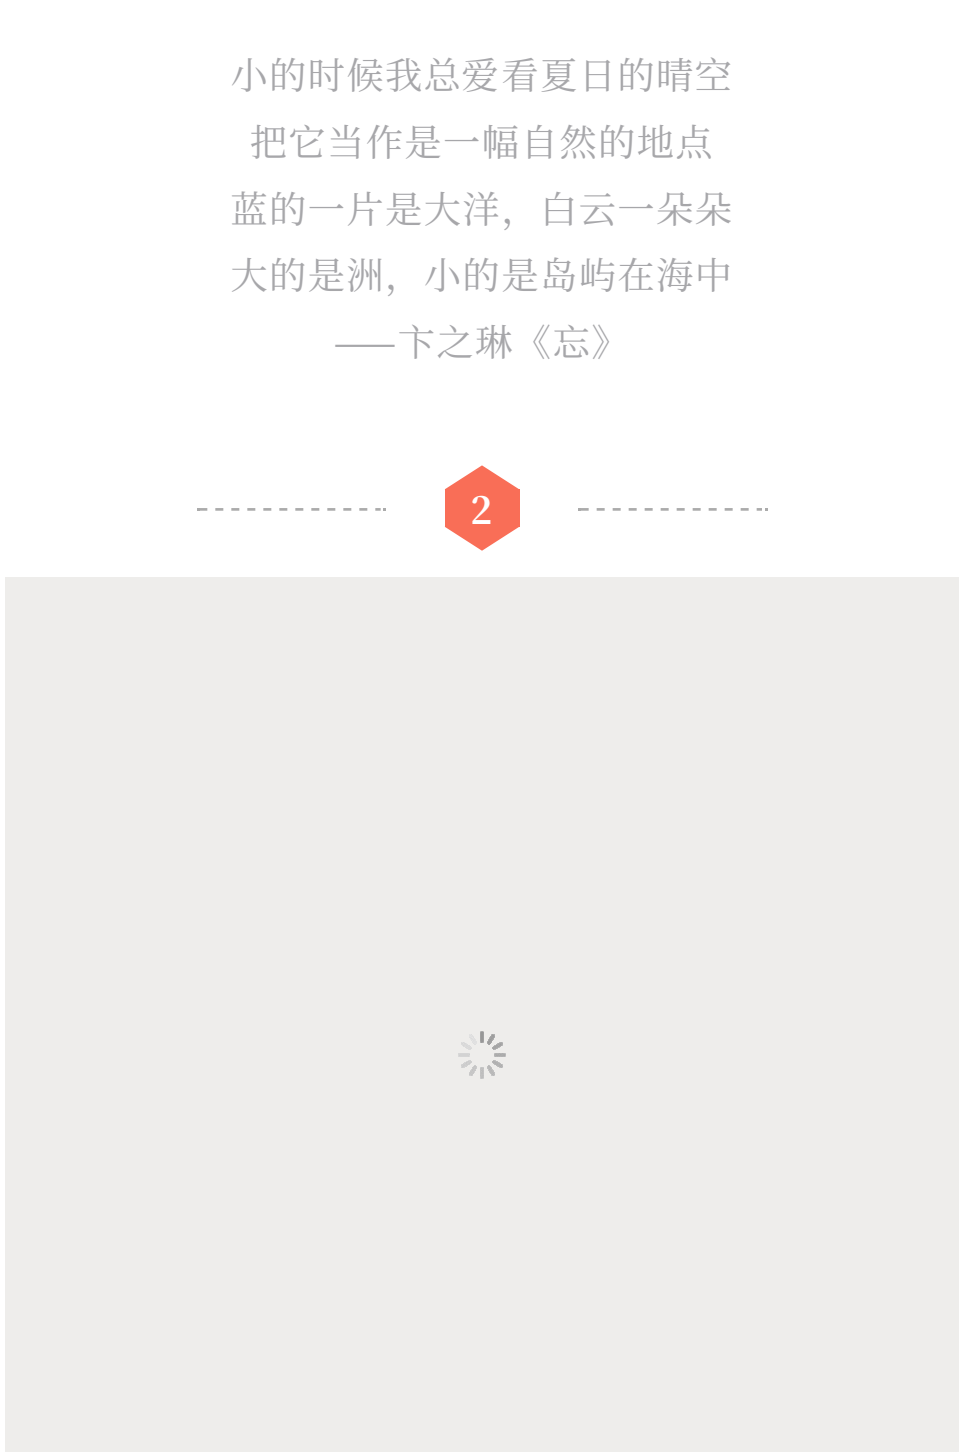 小的时候我总爱看夏日的晴空
把它当作是一幅自然的地点
蓝的一片是大洋，白云一朵朵
大的是洲，小的是岛屿在海中
——卞之琳《忘》
2